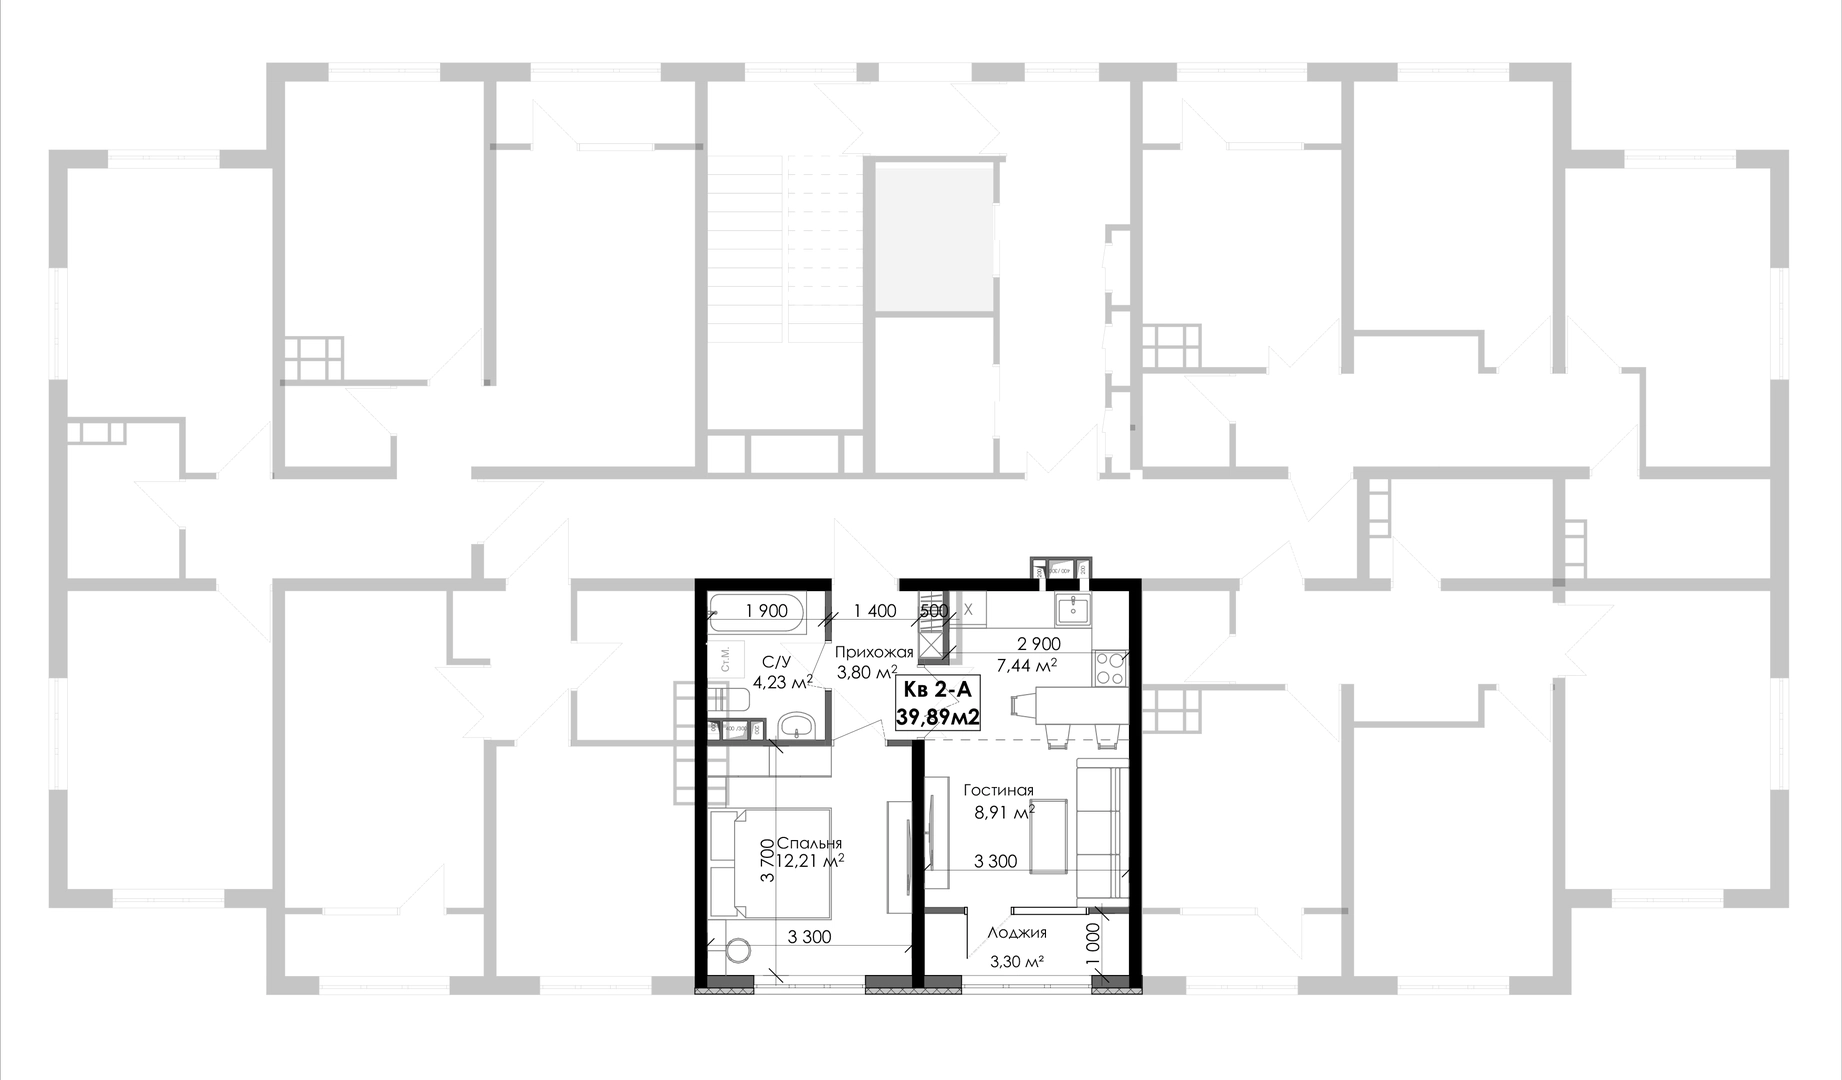 1 900
1 400
500
X
2 900
7,44 м²
Прихожая
3,80 м²
Ст.М.
С/У
4,23 м²
Кв 2-А
39,89м2
Гостиная
8,91 м²
3 300
Спальня
12,21 м²
3 700
3 300
Лоджия
3,30 м²
1 000